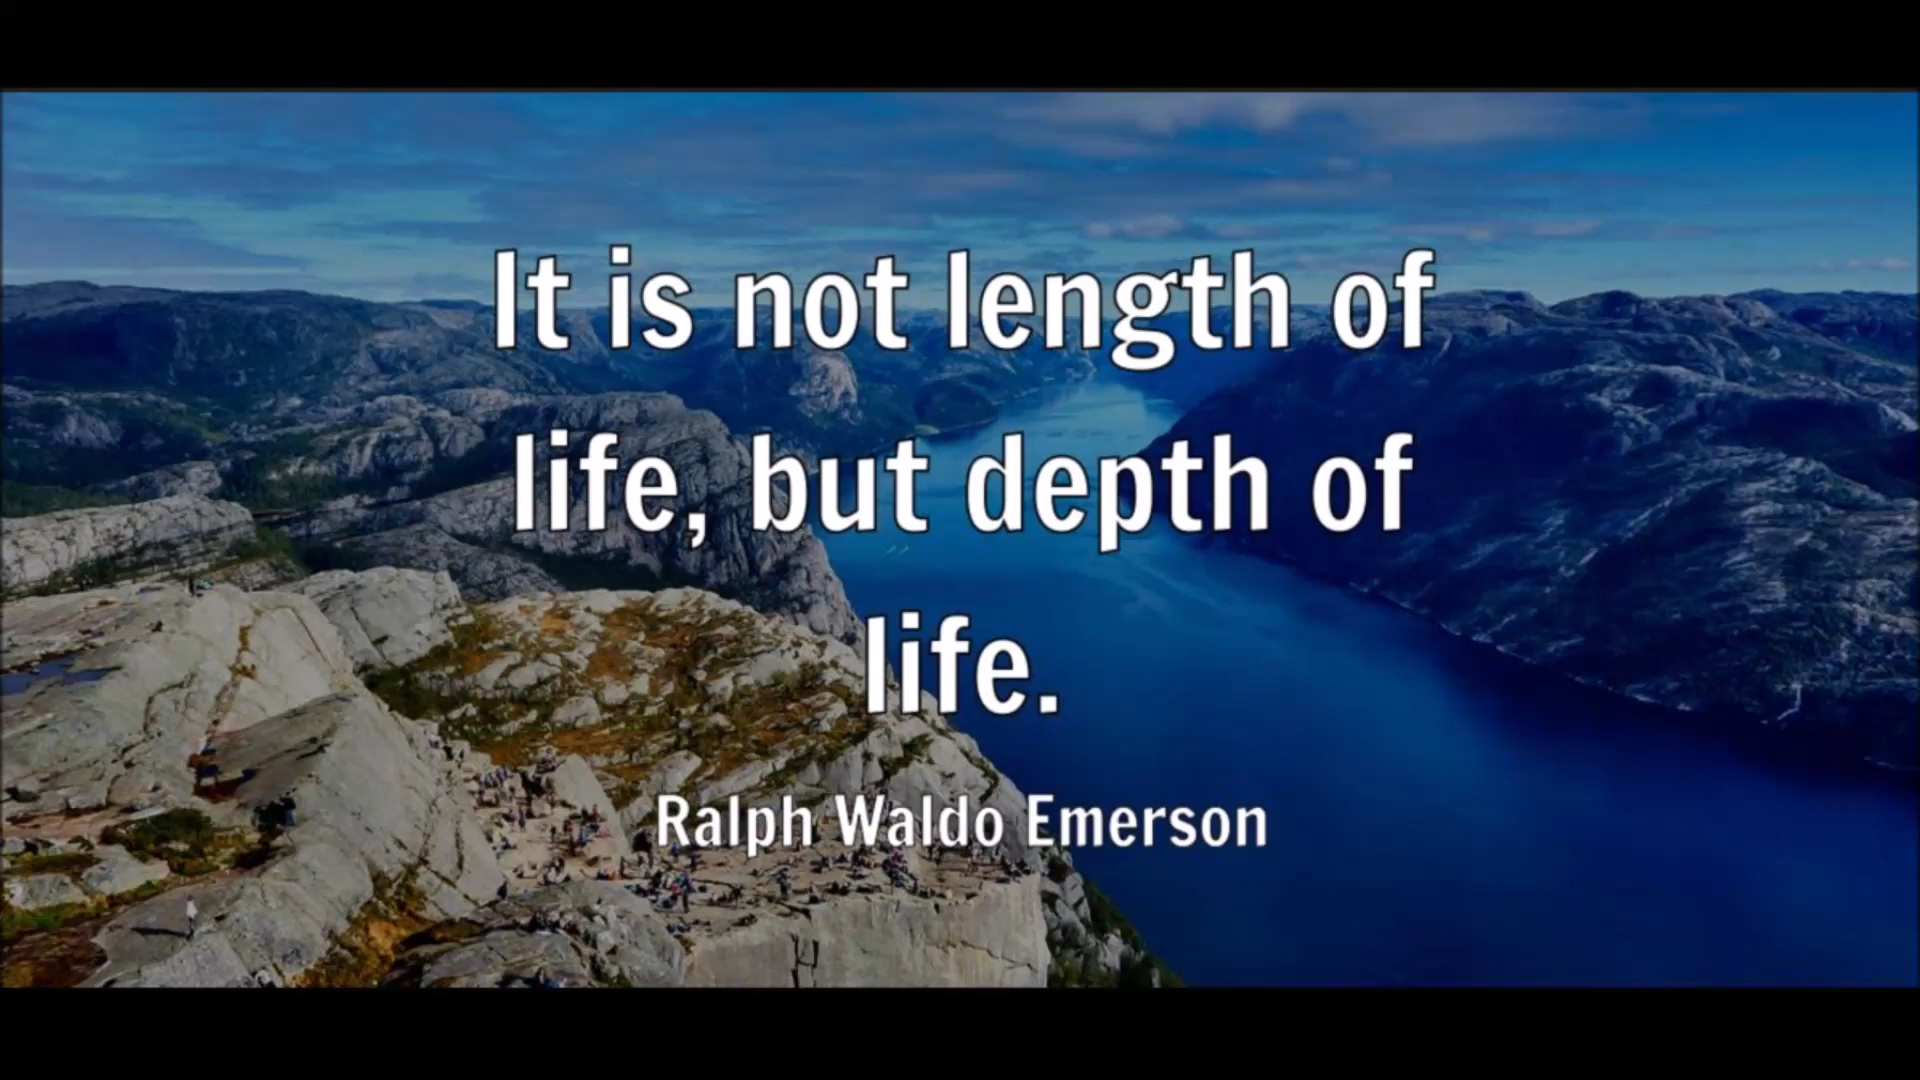 It is not length of
life, but depth of
life.
Ralph Waldo Emerson